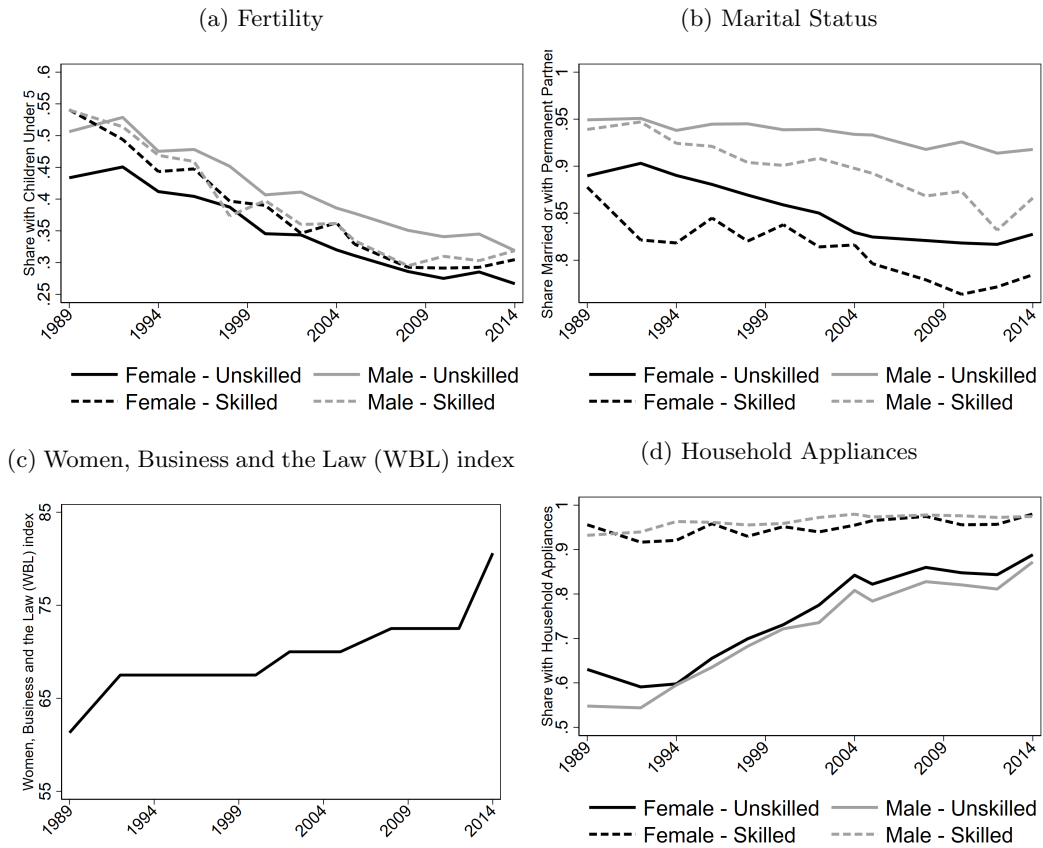 (a) Fertility
Share with Children Under 5
.6
.55
.5
.45
.4
.35
.3
.25
1989
1994
1999
2004
2009
2014
Female - Unskilled
Male - Unskilled
Female - Skilled
Male - Skilled
(b) Marital Status
Share Married or with Permanent Partner
1
.95
.9
.85
.8
1989
1994
1999
2004
2009
2014
Female - Unskilled
Male - Unskilled
Female - Skilled
Male - Skilled
(c) Women, Business and the Law (WBL) index
Women, Business and the Law (WBL) index
85
75
65
55
1989
1994
1999
2004
2009
2014
(d) Household Appliances
Share with Household Appliances
1
.9
.8
.7
.6
.5
1989
1994
1999
2004
2009
2014
Female - Unskilled
Male - Unskilled
Female - Skilled
Male - Skilled